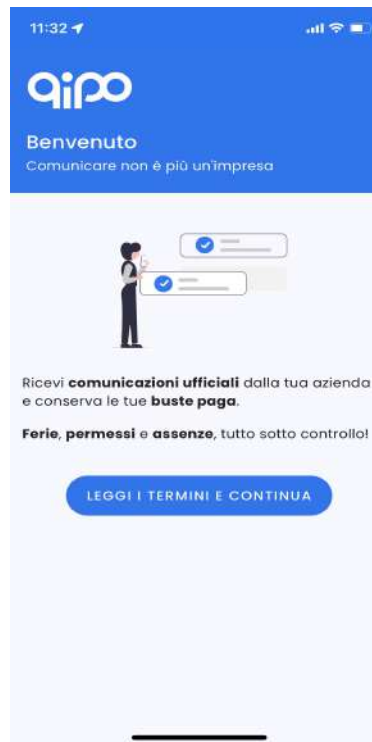 11:32
qipo
Benvenuto
Comunicare non è più un'impresa
Ricevi comunicazioni ufficiali dalla tua azienda
e conserva le tue buste paga.
Ferie, permessi e assenze, tutto sotto controllo!
LEGGI I TERMINI E CONTINUA